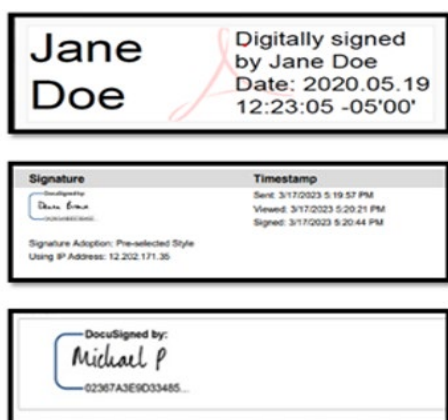 Jane
Doe
Digitally signed
by Jane Doe
Date: 2020.05.19
12:23:05 -05'00'
Signature
Timestamp
DocuSigned by:
Sent: 3/17/2023 5:19:57 PM
Viewed: 3/17/2023 5:20:21 PM
Signed: 3/17/2023 5:20:44 PM
Signature Adoption: Pre-selected Style
Using IP Address: 12.202.171.35
DocuSigned by:
Michael P
02367A3E9D33485...